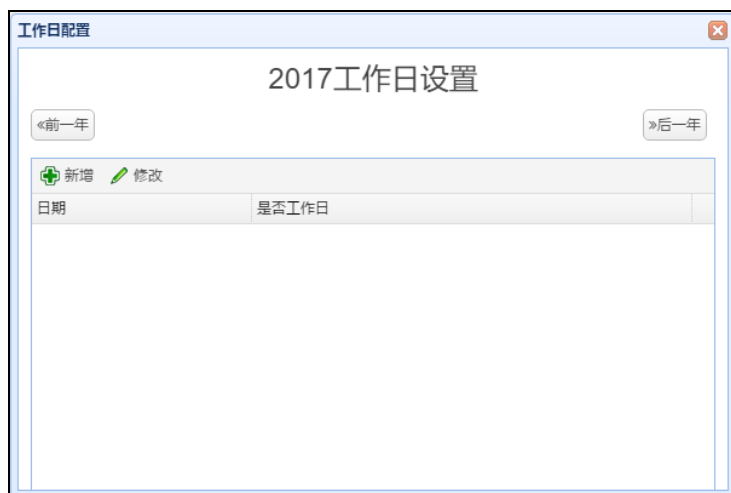 工作日配置
2017工作日设置
«前一年 »后一年
新增 修改
日期 是否工作日